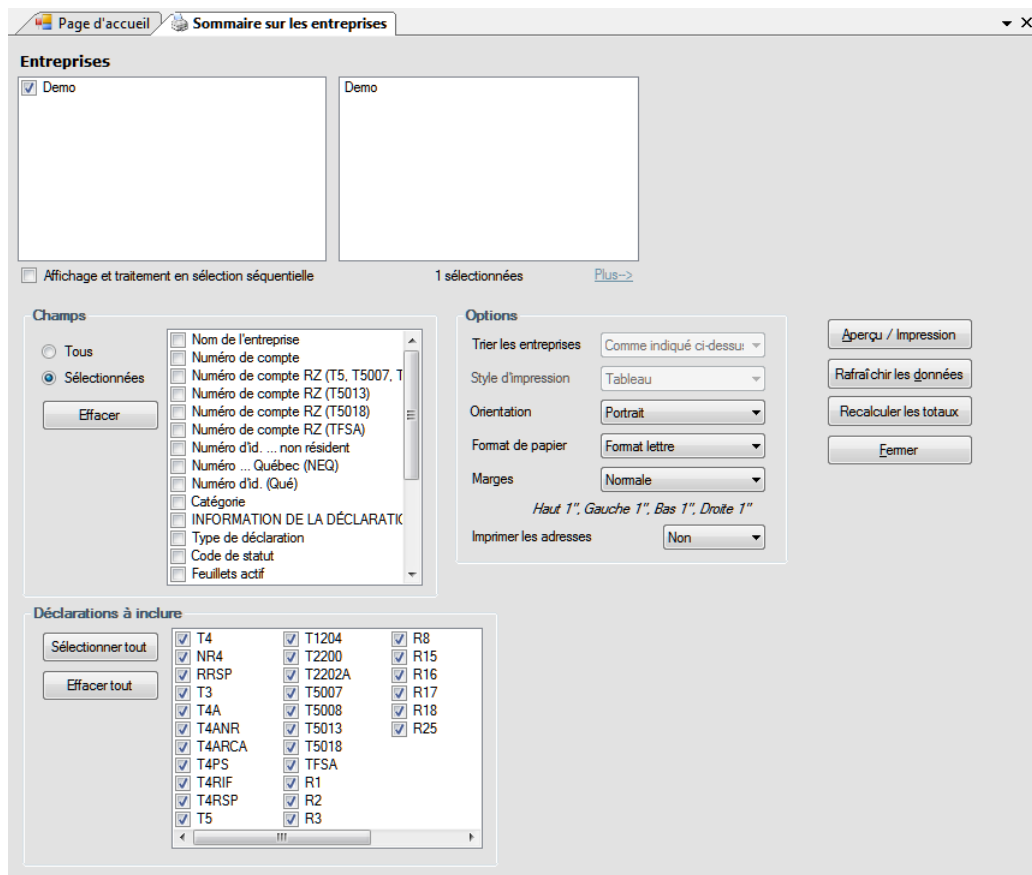 Page d'accueil
Sommaire sur les entreprises
Entreprises
Demo
Demo
Affichage et traitement en sélection séquentielle
1 sélectionnées
Plus-->
Champs
Tous
Sélectionnées
Effacer
Nom de l'entreprise
Numéro de compte
Numéro de compte RZ (T5, T5007, T
Numéro de compte RZ (T5013)
Numéro de compte RZ (T5018)
Numéro de compte RZ (TFSA)
Numéro d'id. ... non résident
Numéro ... Québec (NEQ)
Numéro d'id. (Qué)
Catégorie
INFORMATION DE LA DÉCLARATIO
Type de déclaration
Code de statut
Feuillets actif
Options
Trier les entreprises
Comme indiqué ci-dessus
Style d'impression
Tableau
Orientation
Portrait
Format de papier
Format lettre
Marges
Normale
Haut 1", Gauche 1", Bas 1", Droite 1"
Imprimer les adresses
Non
Aperçu / Impression
Rafraîchir les données
Recalculer les totaux
Fermer
Déclarations à inclure
Sélectionner tout
Effacer tout
T4
NR4
RRSP
T3
T4A
T4ANR
T4ARCA
T4PS
T4RIF
T4RSP
T5
T1204
T2200
T2202A
T5007
T5008
T5013
T5018
TFSA
R1
R2
R3
R8
R15
R16
R17
R18
R25